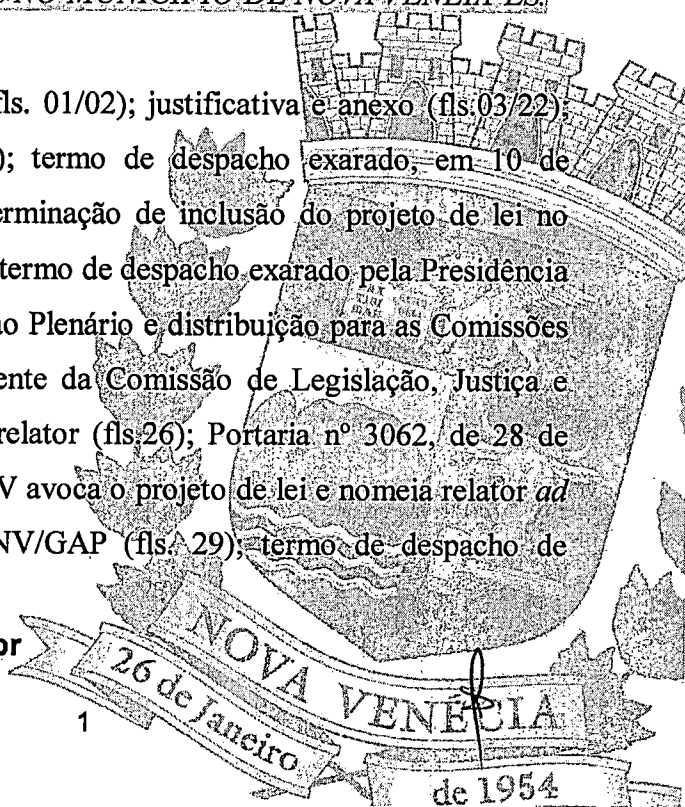 NO MUNICÍPIO DE NOVA VENÉCIA-ES.
fls. 01/02); justificativa e anexo (fls.03/22);
); termo de despacho exarado, em 10 de
erminação de inclusão do projeto de lei no
termo de despacho exarado pela Presidência
ao Plenário e distribuição para as Comissões
ente da Comissão de Legislação, Justiça e
relator (fls.26); Portaria nº 3062, de 28 de
V avoca o projeto de lei e nomeia relator ad
NV/GAP (fls. 29); termo de despacho de
or
1
NOVA VENÉCIA
26 de Janeiro
de 1954